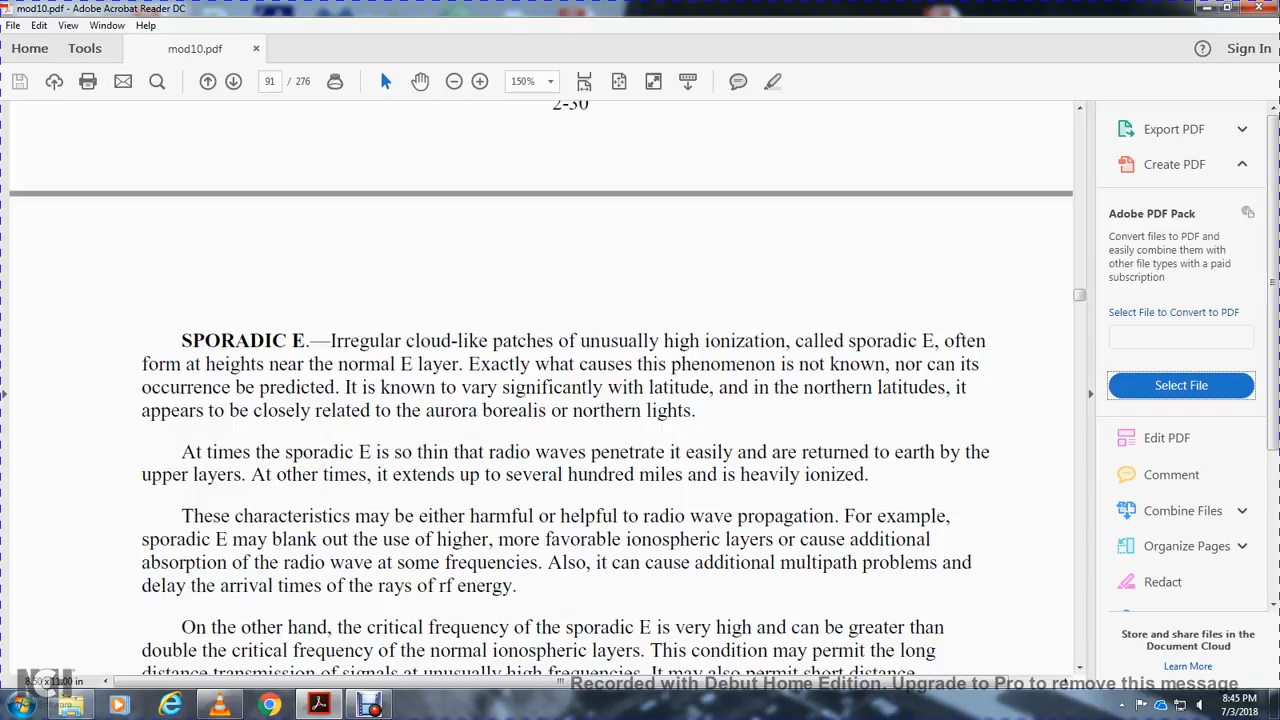 mod10.pdf - Adobe Acrobat Reader DC
File Edit View Window Help
Home Tools mod10.pdf × Sign In
91 / 276 150%
2-30
SPORADIC E.—Irregular cloud-like patches of unusually high ionization, called sporadic E, often
form at heights near the normal E layer. Exactly what causes this phenomenon is not known, nor can its
occurrence be predicted. It is known to vary significantly with latitude, and in the northern latitudes, it
appears to be closely related to the aurora borealis or northern lights.
At times the sporadic E is so thin that radio waves penetrate it easily and are returned to earth by the
upper layers. At other times, it extends up to several hundred miles and is heavily ionized.
These characteristics may be either harmful or helpful to radio wave propagation. For example,
sporadic E may blank out the use of higher, more favorable ionospheric layers or cause additional
absorption of the radio wave at some frequencies. Also, it can cause additional multipath problems and
delay the arrival times of the rays of rf energy.
On the other hand, the critical frequency of the sporadic E is very high and can be greater than
double the critical frequency of the normal ionospheric layers. This condition may permit the long
distance transmission of signals at unusually high frequencies. It may also permit short distance
8.50 x 11.00 in
Export PDF
Create PDF
Adobe PDF Pack
Convert files to PDF and
easily combine them with
other file types with a paid
subscription
Select File to Convert to PDF
Select File
Edit PDF
Comment
Combine Files
Organize Pages
Redact
Store and share files in the
Document Cloud
Learn More
Recorded with Debut Home Edition. Upgrade to Pro to remove this message
8:45 PM
7/3/2018